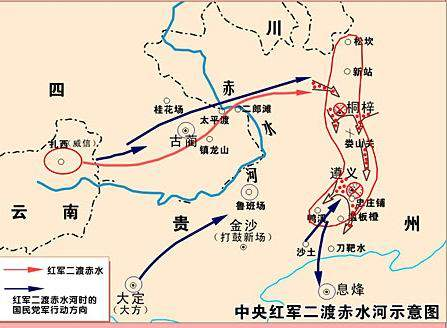 川
松坎
四
新站
赤
桂花场
二郎滩
桐梓
太平渡
水
古蔺
娄山关
扎西(威信)
镇龙山
遵义
河
鲁班场
忠庄铺
云
南
贵
鸭溪
金沙
州
(打鼓新场)
沙土
刀靶水
红军二渡赤水
大定
息烽
红军二渡赤水河时的
国民党军行动方向
(大方)
中央红军二渡赤水河示意图